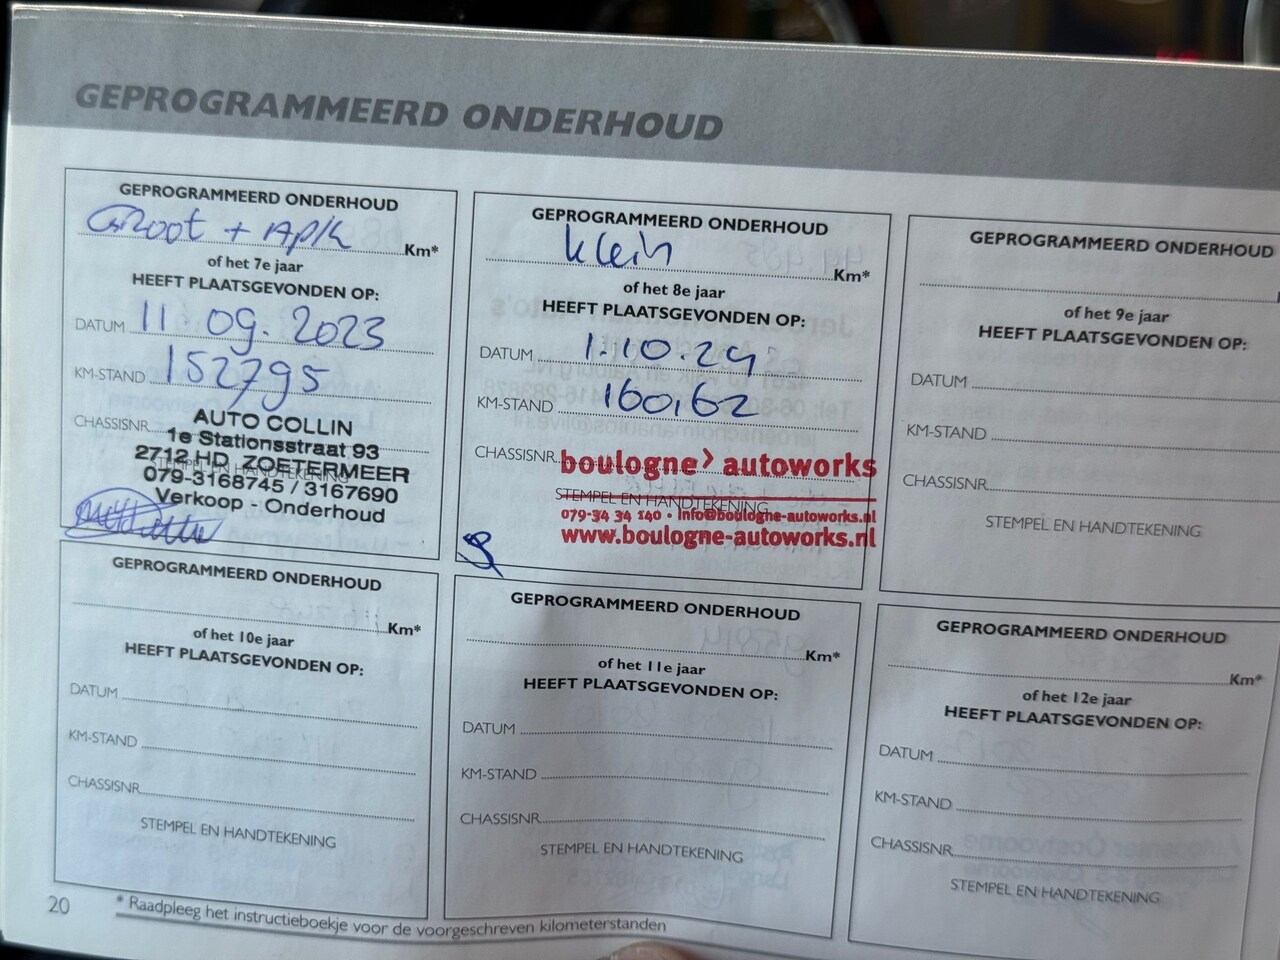 GEPROGRAMMEERD ONDERHOUD
GEPROGRAMMEERD ONDERHOUD
Groot + APK Km*
of het 7e jaar
HEEFT PLAATSGEVONDEN OP:
DATUM 11.09.2023
KM-STAND 152795
CHASSISNR.
AUTO COLLIN
1e Stationsstraat 93
2712 HD ZOETERMEER
STEMPEL EN HANDTEKENING
079-3168745 / 3167690
Verkoop - Onderhoud
GEPROGRAMMEERD ONDERHOUD
Klein Km*
of het 8e jaar
HEEFT PLAATSGEVONDEN OP:
DATUM 1.10.24
KM-STAND 160,162
CHASSISNR.
boulogne> autoworks
STEMPEL EN HANDTEKENING
079-34 34 140 • info@boulogne-autoworks.nl
www.boulogne-autoworks.nl
GEPROGRAMMEERD ONDERHOUD
of het 9e jaar
HEEFT PLAATSGEVONDEN OP:
DATUM
KM-STAND
CHASSISNR.
STEMPEL EN HANDTEKENING
GEPROGRAMMEERD ONDERHOUD
Km*
of het 10e jaar
HEEFT PLAATSGEVONDEN OP:
DATUM
KM-STAND
CHASSISNR.
STEMPEL EN HANDTEKENING
GEPROGRAMMEERD ONDERHOUD
Km*
of het 11e jaar
HEEFT PLAATSGEVONDEN OP:
DATUM
KM-STAND
CHASSISNR.
STEMPEL EN HANDTEKENING
GEPROGRAMMEERD ONDERHOUD
Km*
of het 12e jaar
HEEFT PLAATSGEVONDEN OP:
DATUM
KM-STAND
CHASSISNR.
STEMPEL EN HANDTEKENING
20
* Raadpleeg het instructieboekje voor de voorgeschreven kilometerstanden